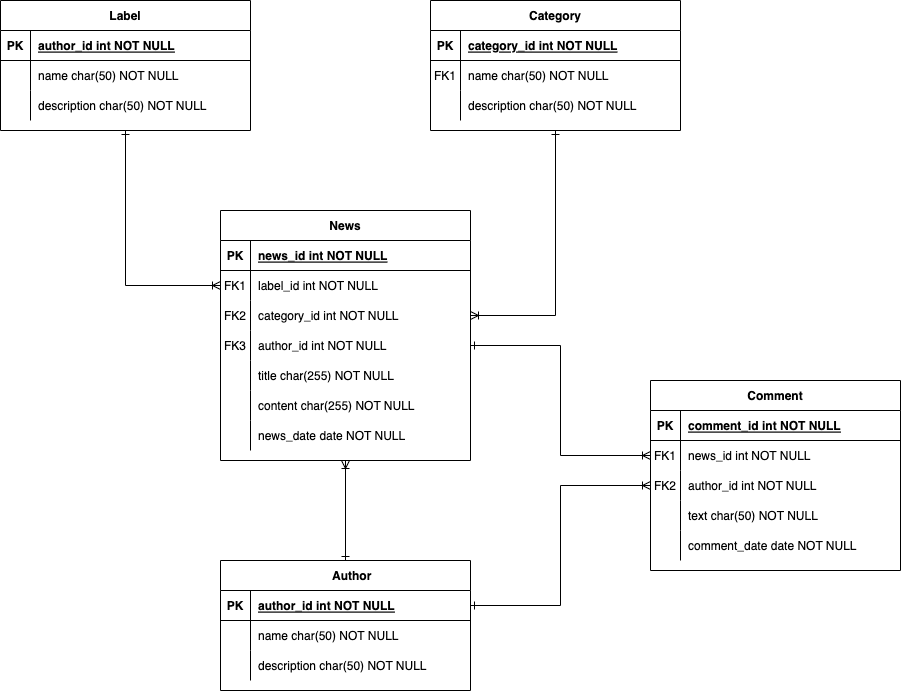 Label
PK author_id int NOT NULL
name char(50) NOT NULL
description char(50) NOT NULL
Category
PK category_id int NOT NULL
FK1 name char(50) NOT NULL
description char(50) NOT NULL
News
PK news_id int NOT NULL
FK1 label_id int NOT NULL
FK2 category_id int NOT NULL
FK3 author_id int NOT NULL
title char(255) NOT NULL
content char(255) NOT NULL
news_date date NOT NULL
Comment
PK comment_id int NOT NULL
FK1 news_id int NOT NULL
FK2 author_id int NOT NULL
text char(50) NOT NULL
comment_date date NOT NULL
Author
PK author_id int NOT NULL
name char(50) NOT NULL
description char(50) NOT NULL